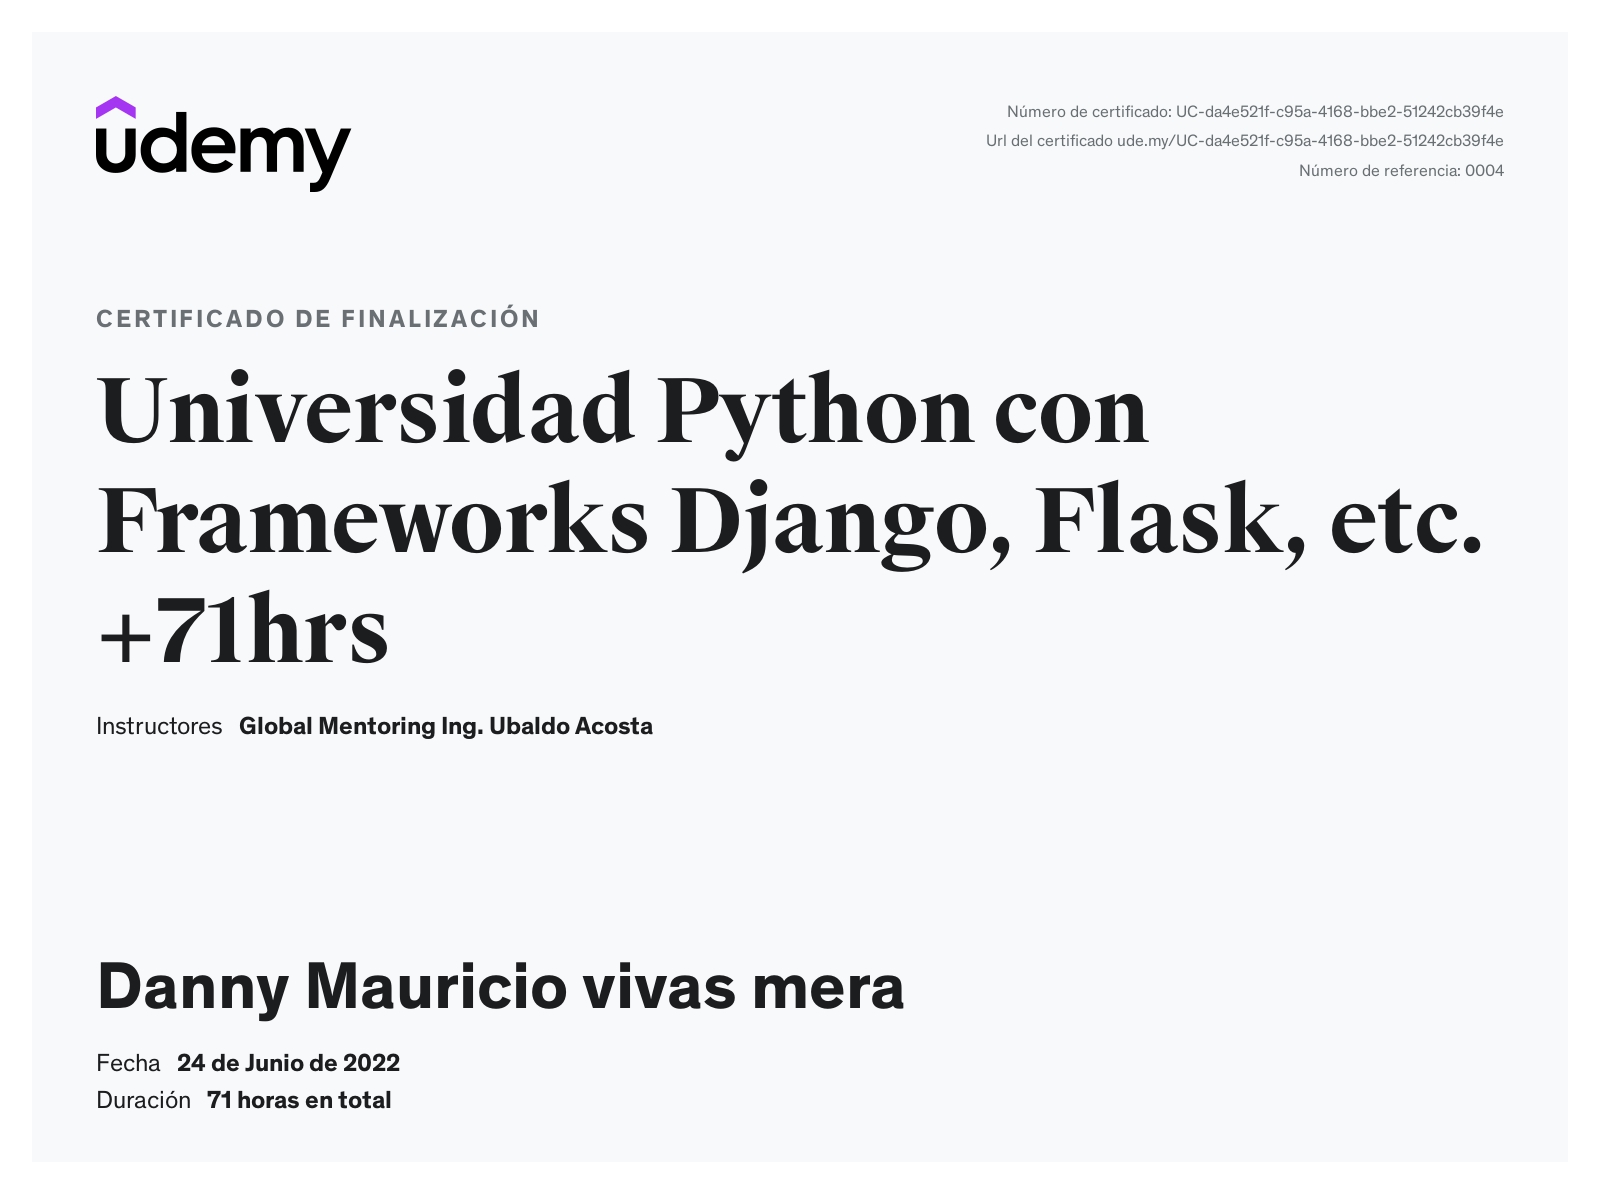 udemy
Número de certificado: UC-da4e521f-c95a-4168-bbe2-51242cb39f4e
Url del certificado ude.my/UC-da4e521f-c95a-4168-bbe2-51242cb39f4e
Número de referencia: 0004
CERTIFICADO DE FINALIZACIÓN
Universidad Python con
Frameworks Django, Flask, etc.
+71hrs
Instructores Global Mentoring Ing. Ubaldo Acosta
Danny Mauricio vivas mera
Fecha 24 de Junio de 2022
Duración 71 horas en total